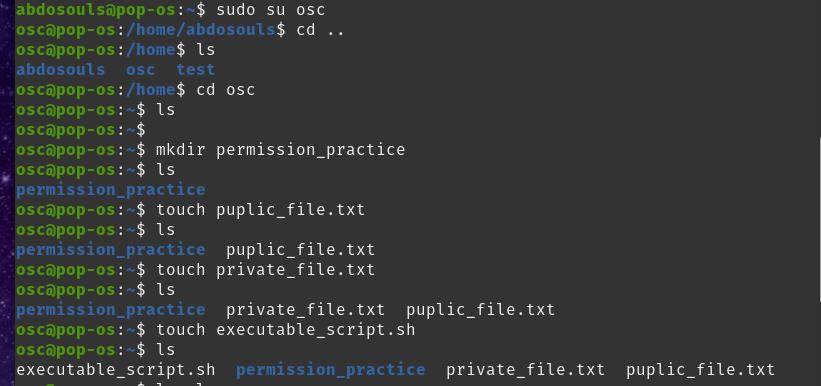 abdosouls@pop-os:~$ sudo su osc
osc@pop-os:/home/abdosouls$ cd ..
osc@pop-os:/home$ ls
abdosouls  osc  test
osc@pop-os:/home$ cd osc
osc@pop-os:~$ ls
osc@pop-os:~$
osc@pop-os:~$ mkdir permission_practice
osc@pop-os:~$ ls
permission_practice
osc@pop-os:~$ touch puplic_file.txt
osc@pop-os:~$ ls
permission_practice  puplic_file.txt
osc@pop-os:~$ touch private_file.txt
osc@pop-os:~$ ls
permission_practice  private_file.txt  puplic_file.txt
osc@pop-os:~$ touch executable_script.sh
osc@pop-os:~$ ls
executable_script.sh  permission_practice  private_file.txt  puplic_file.txt